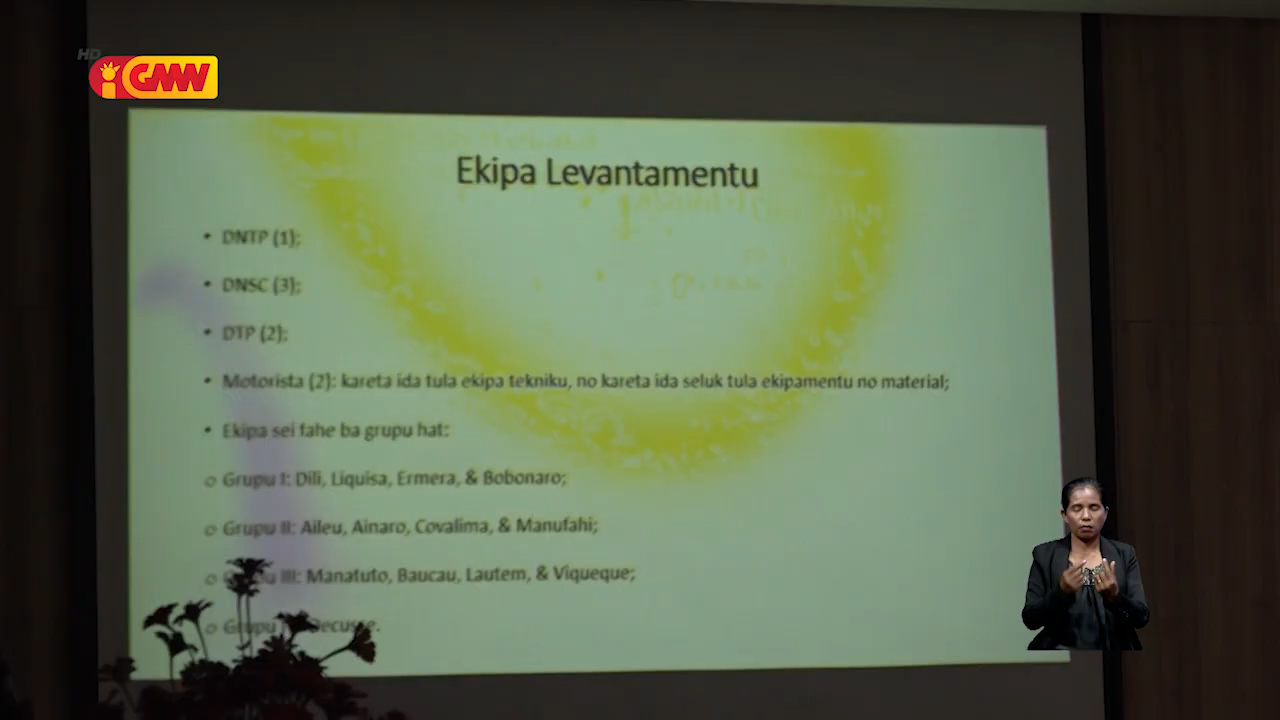 HD
GMN
Ekipa Levantamentu
• DNTP (1);
• DNSC (3);
• DTP (2);
• Motorista (2): kareta ida tula ekipa tekniku, no kareta ida seluk tula ekipamentu no material;
• Ekipa sei fahe ba grupu hat:
o Grupu I: Dili, Liquisa, Ermera, & Bobonaro;
o Grupu II: Aileu, Ainaro, Covalima, & Manufahi;
o III: Manatuto, Baucau, Lautem, & Viqueque;
o Grupu